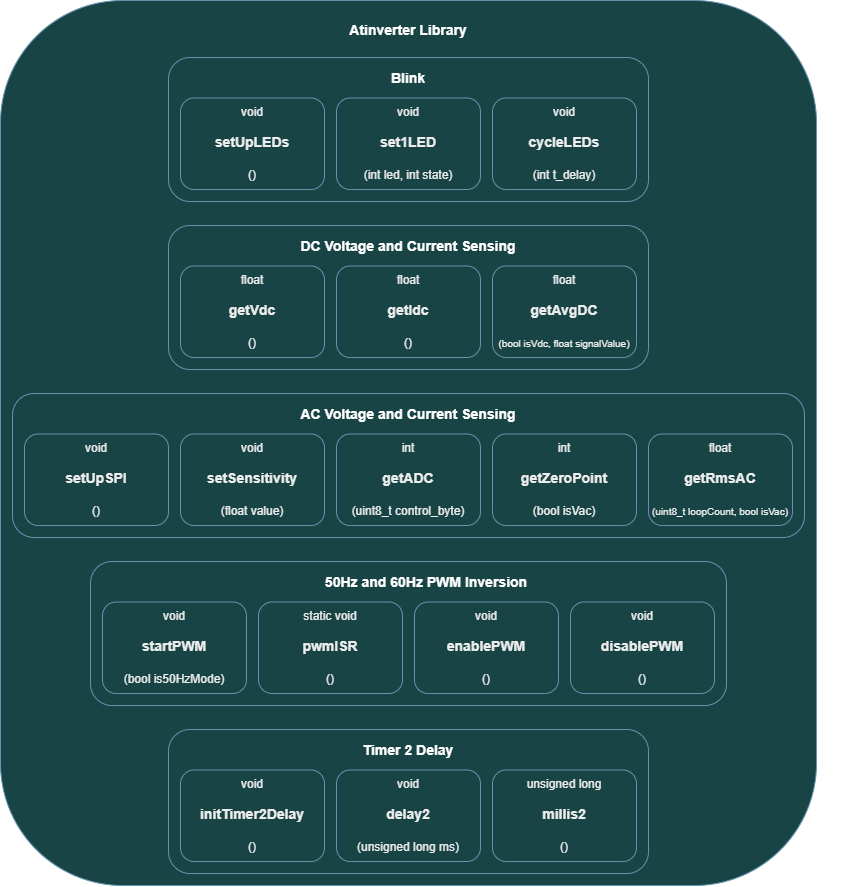 Atinverter Library
Blink
void void void
setUpLEDs set1LED cycleLEDs
() (int led, int state) (int t_delay)
DC Voltage and Current Sensing
float float float
getVdc getIdc getAvgDC
() () (bool isVdc, float signalValue)
AC Voltage and Current Sensing
void void int int float
setUpSPI setSensitivity getADC getZeroPoint getRmsAC
() (float value) (uint8_t control_byte) (bool isVac) (uint8_t loopCount, bool isVac)
50Hz and 60Hz PWM Inversion
void static void void void
startPWM pwmISR enablePWM disablePWM
(bool is50HzMode) () () ()
Timer 2 Delay
void void unsigned long
initTimer2Delay delay2 millis2
() (unsigned long ms) ()